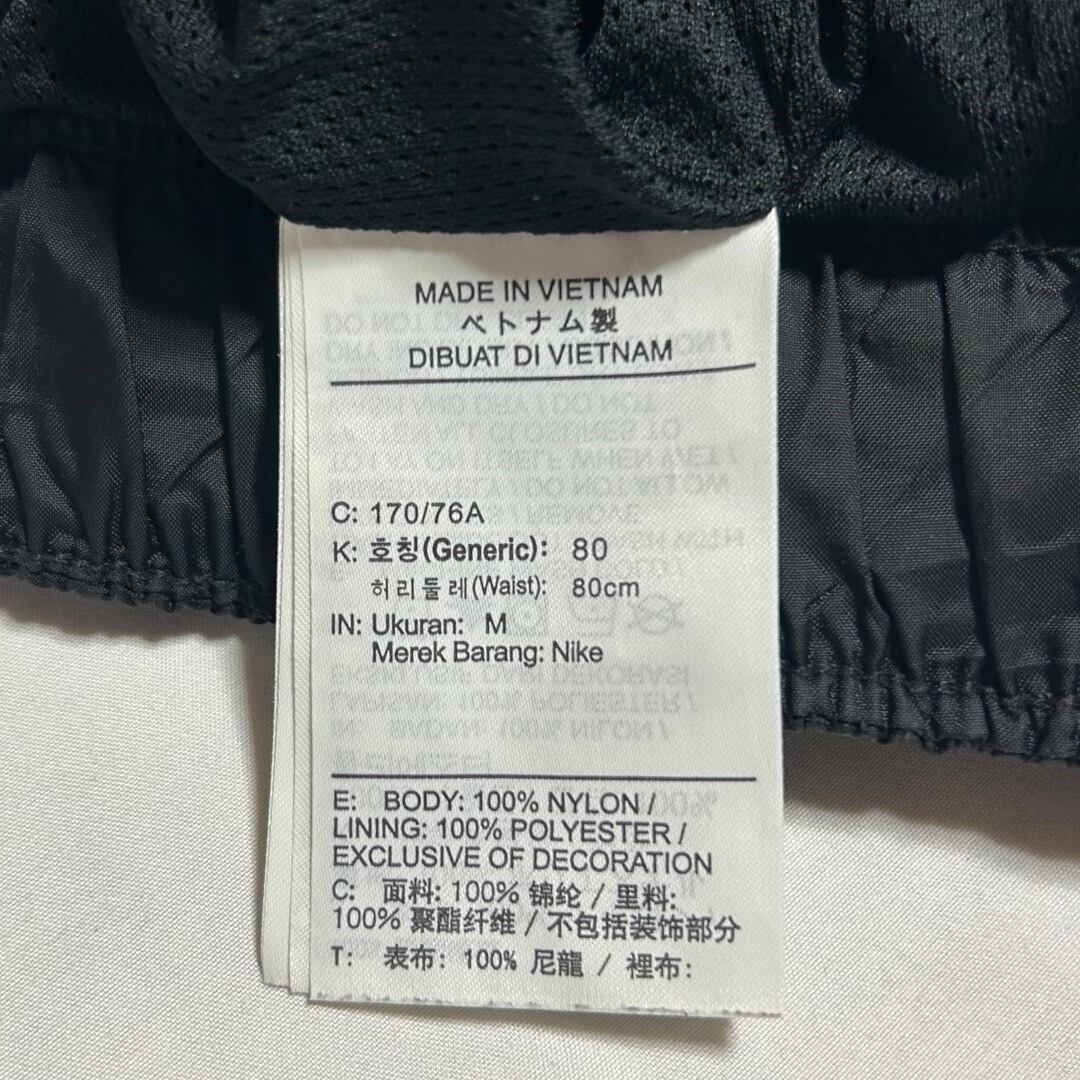 MADE IN VIETNAM
ベトナム製
DIBUAT DI VIETNAM
C: 170/76A
K: 호칭(Generic): 80
허리둘레(Waist): 80cm
IN: Ukuran: M
Merek Barang: Nike
E: BODY: 100% NYLON /
LINING: 100% POLYESTER /
EXCLUSIVE OF DECORATION
C: 面料: 100% 锦纶 / 里料:
100% 聚酯纤维 / 不包括装饰部分
T: 表布: 100% 尼龍 / 裡布: